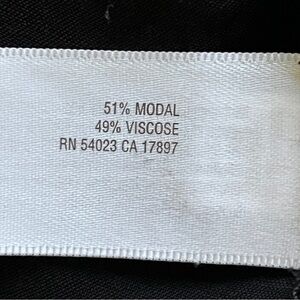 51% MODAL
49% VISCOSE
RN 54023 CA 17897